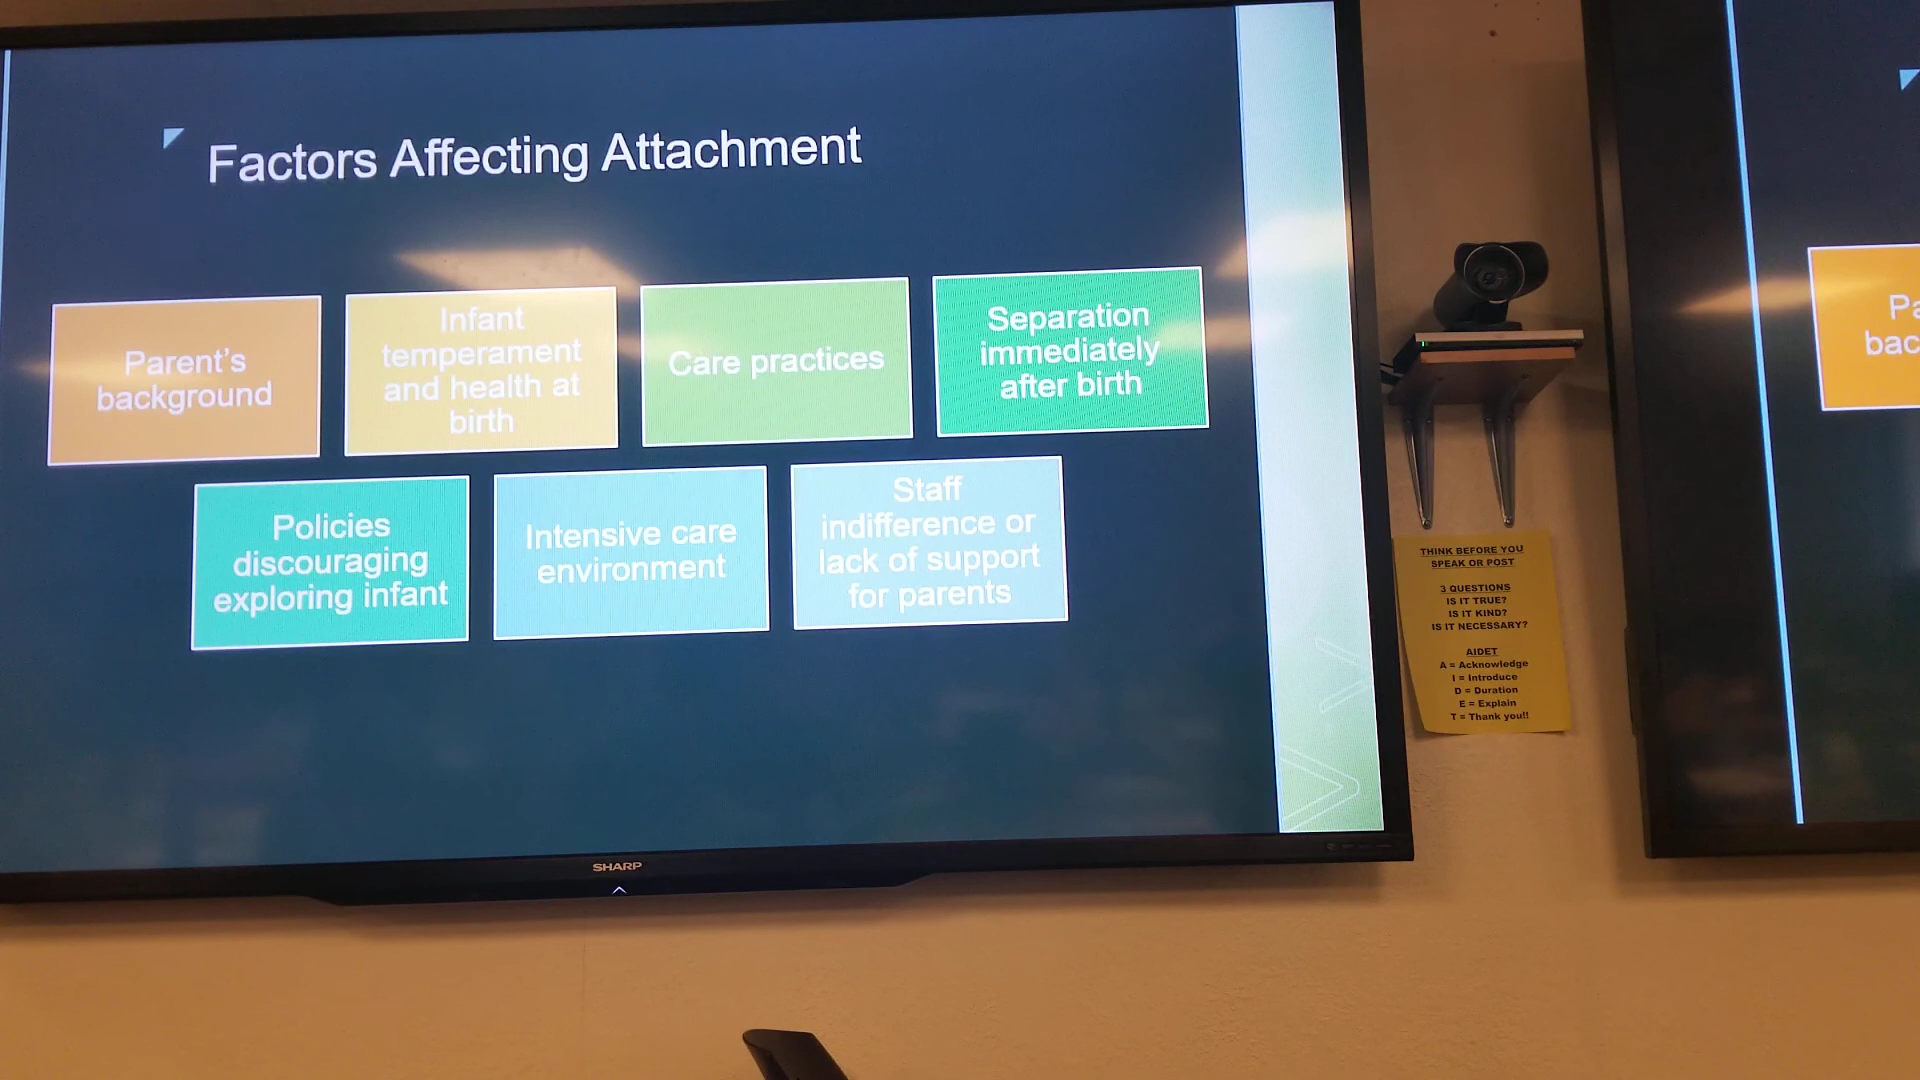 Factors Affecting Attachment
Parent's
background
Infant
temperament
and health at
birth
Care practices
Separation
immediately
after birth
Policies
discouraging
exploring infant
Intensive care
environment
Staff
indifference or
lack of support
for parents
SHARP
THINK BEFORE YOU
SPEAK OR POST
3 QUESTIONS
IS IT TRUE?
IS IT KIND?
IS IT NECESSARY?
AIDET
A = Acknowledge
I = Introduce
D = Duration
E = Explain
T = Thank you!!
Pa
bac